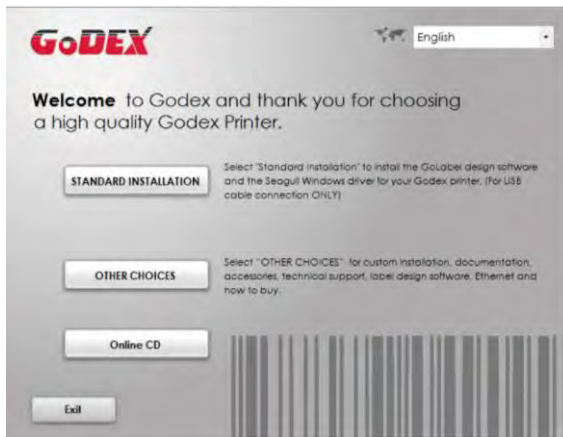 GoDEX
English
Welcome to Godex and thank you for choosing
a high quality Godex Printer.
STANDARD INSTALLATION
Select "Standard Installation" to install the GoLabel design software
and the Seagull Windows driver for your Godex printer. (For USB
cable connection ONLY)
OTHER CHOICES
Select "OTHER CHOICES" for custom installation, documentation,
accessories, technical support, label design software, Ethernet and
how to buy.
Online CD
Exit